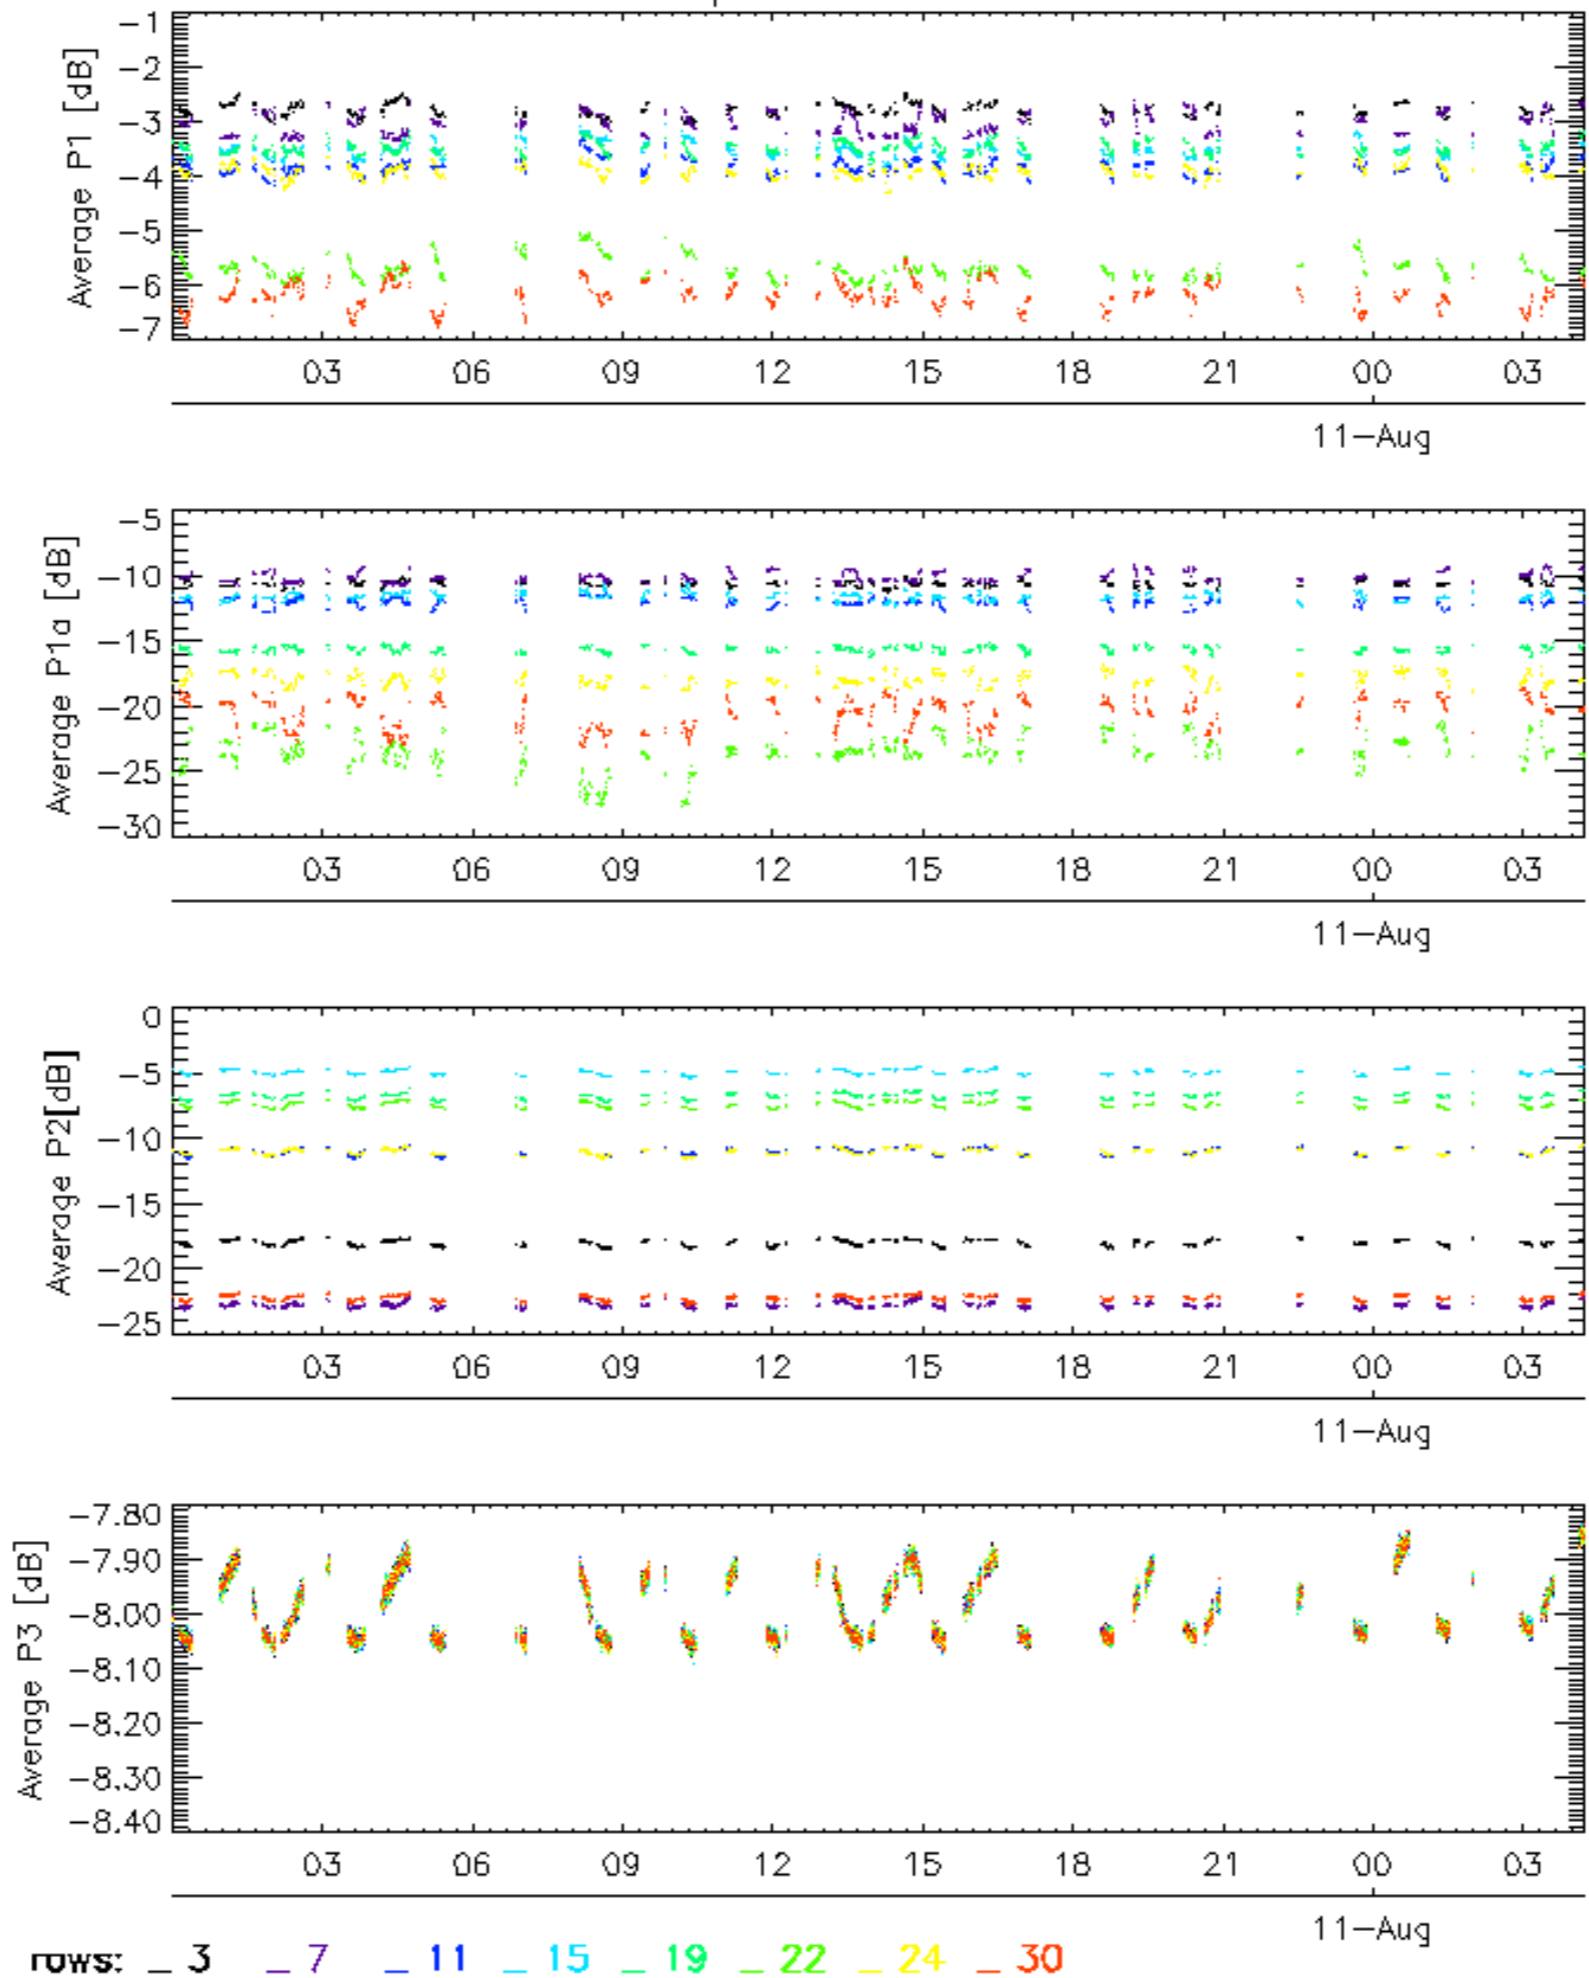 Average P1 [dB]
-1
-2
-3
-4
-5
-6
-7
03 06 09 12 15 18 21 00 03
11-Aug
Average P1a [dB]
-5
-10
-15
-20
-25
-30
03 06 09 12 15 18 21 00 03
11-Aug
Average P2[dB]
0
-5
-10
-15
-20
-25
03 06 09 12 15 18 21 00 03
11-Aug
Average P3 [dB]
-7.80
-7.90
-8.00
-8.10
-8.20
-8.30
-8.40
03 06 09 12 15 18 21 00 03
11-Aug
rows: _ 3 _ 7 _ 11 _ 15 _ 19 _ 22 _ 24 _ 30